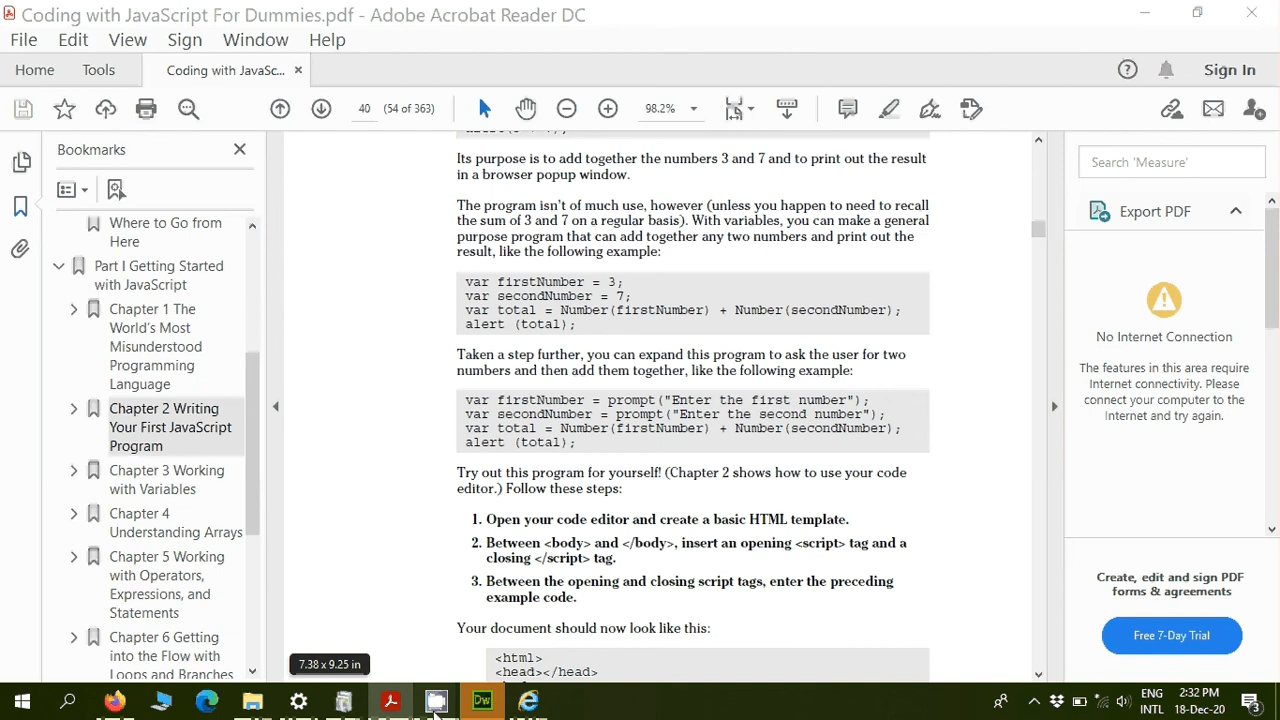 Coding with JavaScript For Dummies.pdf - Adobe Acrobat Reader DC
File Edit View Sign Window Help
Home Tools Coding with JavaSc... × Sign In
40 (54 of 363) 98.2%
Bookmarks
Where to Go from
Here
Part I Getting Started
with JavaScript
Chapter 1 The
World's Most
Misunderstood
Programming
Language
Chapter 2 Writing
Your First JavaScript
Program
Chapter 3 Working
with Variables
Chapter 4
Understanding Arrays
Chapter 5 Working
with Operators,
Expressions, and
Statements
Chapter 6 Getting
into the Flow with
Loops and Branches
Its purpose is to add together the numbers 3 and 7 and to print out the result
in a browser popup window.
The program isn't of much use, however (unless you happen to need to recall
the sum of 3 and 7 on a regular basis). With variables, you can make a general
purpose program that can add together any two numbers and print out the
result, like the following example:
var firstNumber = 3;
var secondNumber = 7;
var total = Number(firstNumber) + Number(secondNumber);
alert (total);
Taken a step further, you can expand this program to ask the user for two
numbers and then add them together, like the following example:
var firstNumber = prompt("Enter the first number");
var secondNumber = prompt("Enter the second number");
var total = Number(firstNumber) + Number(secondNumber);
alert (total);
Try out this program for yourself! (Chapter 2 shows how to use your code
editor.) Follow these steps:
1. Open your code editor and create a basic HTML template.
2. Between <body> and </body>, insert an opening <script> tag and a
closing </script> tag.
3. Between the opening and closing script tags, enter the preceding
example code.
Your document should now look like this:
<html>
<head></head>
7.38 x 9.25 in
Search 'Measure'
Export PDF
No Internet Connection
The features in this area require
Internet connectivity. Please
connect your computer to the
Internet and try again.
Create, edit and sign PDF
forms & agreements
Free 7-Day Trial
Dw
ENG
INTL
2:32 PM
18-Dec-20
3